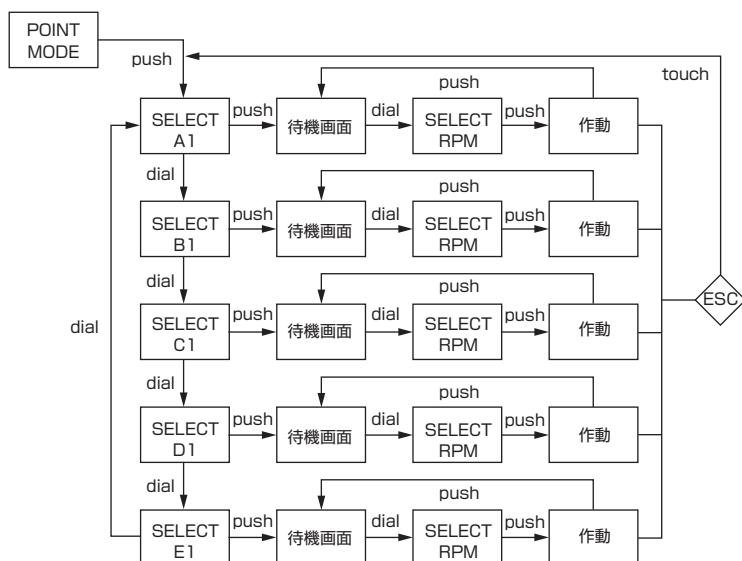 POINT
MODE
push
touch
push
SELECT
A1
push
待機画面
dial
SELECT
RPM
push
作動
dial
push
SELECT
B1
push
待機画面
dial
SELECT
RPM
push
作動
dial
push
ESC
SELECT
C1
push
待機画面
dial
SELECT
RPM
push
作動
dial
dial
push
SELECT
D1
push
待機画面
dial
SELECT
RPM
push
作動
dial
push
SELECT
E1
push
待機画面
dial
SELECT
RPM
push
作動